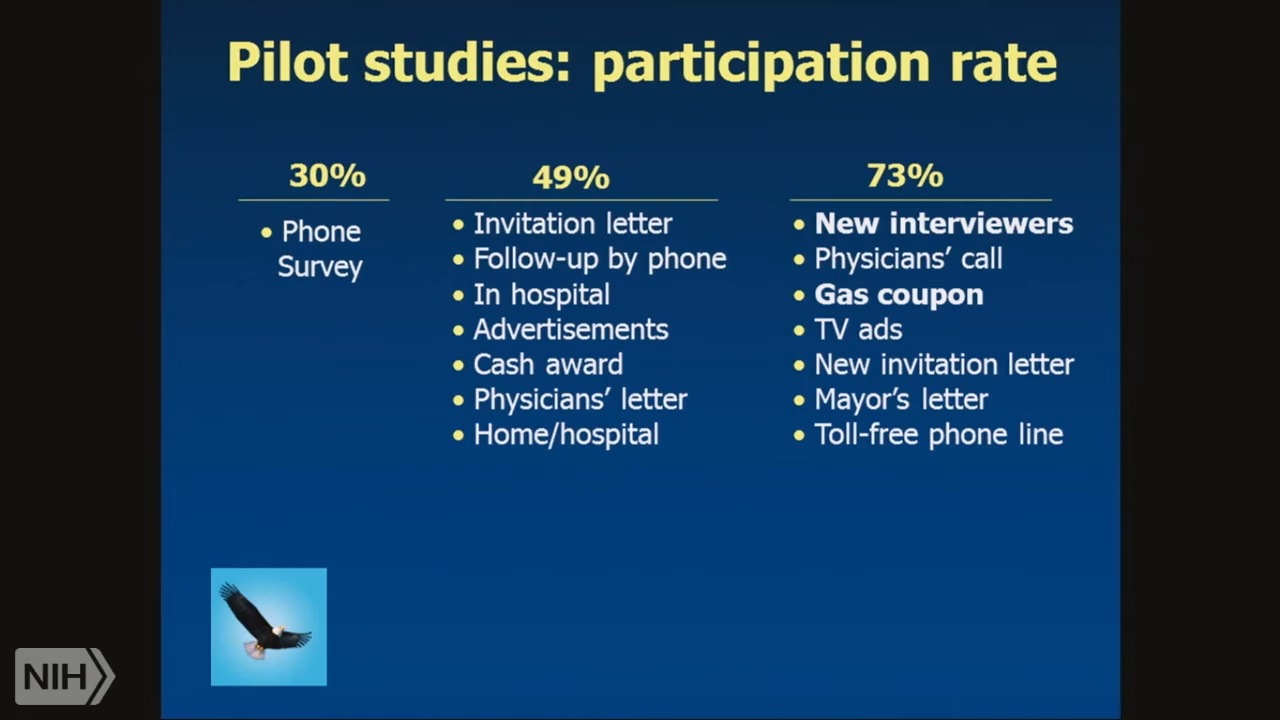 Pilot studies: participation rate
30%
• Phone
Survey
49%
• Invitation letter
• Follow-up by phone
• In hospital
• Advertisements
• Cash award
• Physicians’ letter
• Home/hospital
73%
• New interviewers
• Physicians’ call
• Gas coupon
• TV ads
• New invitation letter
• Mayor’s letter
• Toll-free phone line
NIH